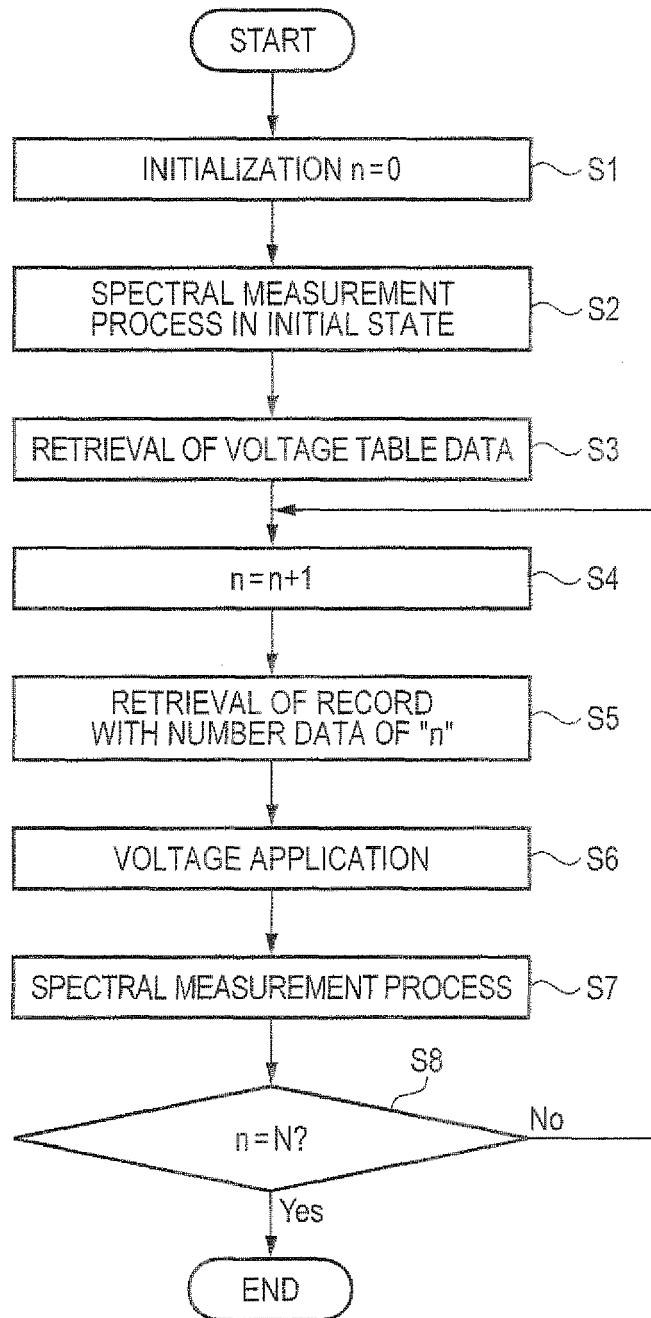 START
INITIALIZATION n=0
S1
SPECTRAL MEASUREMENT
PROCESS IN INITIAL STATE
S2
RETRIEVAL OF VOLTAGE TABLE DATA
S3
n=n+1
S4
RETRIEVAL OF RECORD
WITH NUMBER DATA OF "n"
S5
VOLTAGE APPLICATION
S6
SPECTRAL MEASUREMENT PROCESS
S7
S8
n=N?
No
Yes
END